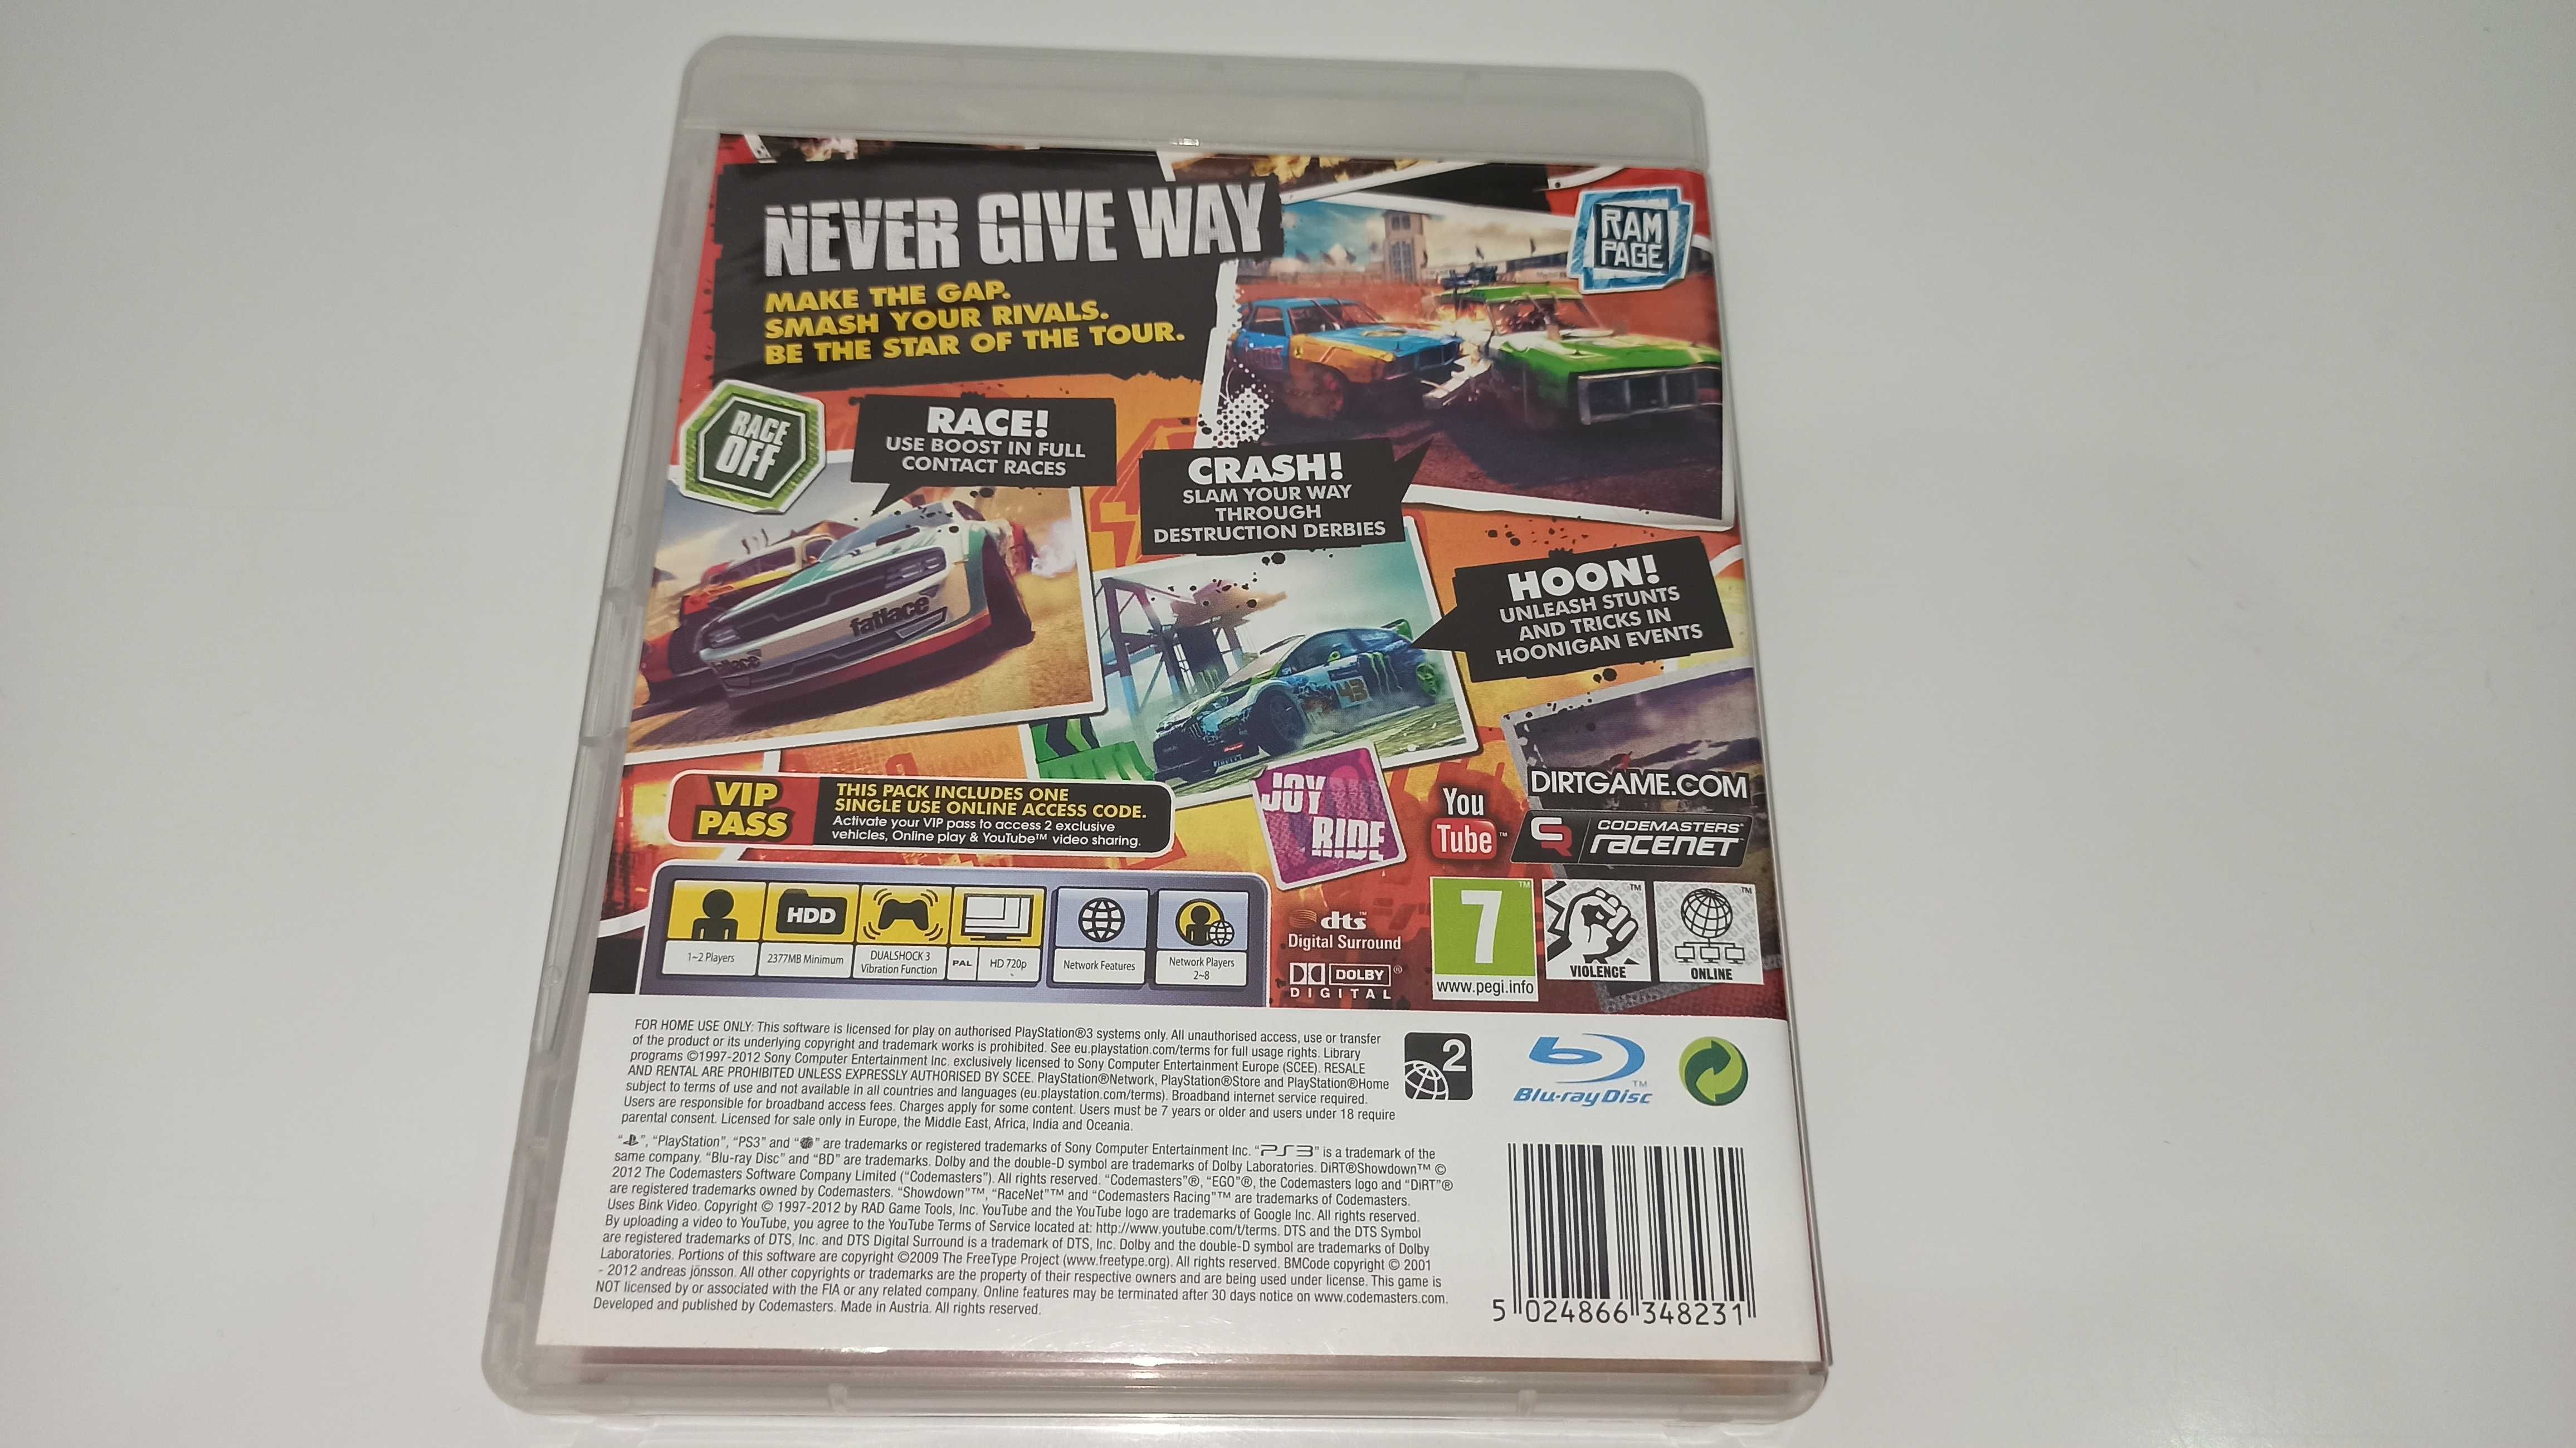 NEVER GIVE WAY
MAKE THE GAP.
SMASH YOUR RIVALS.
BE THE STAR OF THE TOUR.
RAM
PAGE
RACE
OFF
RACE!
USE BOOST IN FULL
CONTACT RACES
CRASH!
SLAM YOUR WAY
THROUGH
DESTRUCTION DERBIES
HOON!
UNLEASH STUNTS
AND TRICKS IN
HOONIGAN EVENTS
fatlace
fatlace
43
VIP
PASS
THIS PACK INCLUDES ONE
SINGLE USE ONLINE ACCESS CODE.
Activate your VIP pass to access 2 exclusive
vehicles, Online play & YouTube™ video sharing.
JOY
RIDE
You
Tube™
DIRTGAME.COM
CODEMASTERS®
RACENET™
HDD
1~2 Players
2377MB Minimum
DUALSHOCK 3
Vibration Function
PAL
HD 720p
Network Features
Network Players
2~8
dts™
Digital Surround
DOLBY®
DIGITAL
7™
www.pegi.info
VIOLENCE
ONLINE
FOR HOME USE ONLY: This software is licensed for play on authorised PlayStation®3 systems only. All unauthorised access, use or transfer
of the product or its underlying copyright and trademark works is prohibited. See eu.playstation.com/terms for full usage rights. Library
programs ©1997-2012 Sony Computer Entertainment Inc. exclusively licensed to Sony Computer Entertainment Europe (SCEE). RESALE
AND RENTAL ARE PROHIBITED UNLESS EXPRESSLY AUTHORISED BY SCEE. PlayStation®Network, PlayStation®Store and PlayStation®Home
subject to terms of use and not available in all countries and languages (eu.playstation.com/terms). Broadband internet service required.
Users are responsible for broadband access fees. Charges apply for some content. Users must be 7 years or older and users under 18 require
parental consent. Licensed for sale only in Europe, the Middle East, Africa, India and Oceania.
2
Blu-ray Disc™
“ ”, “PlayStation”, “PS3” and “ ” are trademarks or registered trademarks of Sony Computer Entertainment Inc. “PS3” is a trademark of the
same company. “Blu-ray Disc” and “BD” are trademarks. Dolby and the double-D symbol are trademarks of Dolby Laboratories. DiRT®Showdown™ ©
2012 The Codemasters Software Company Limited (“Codemasters”). All rights reserved. “Codemasters”®, “EGO”®, the Codemasters logo and “DiRT”®
are registered trademarks owned by Codemasters. “Showdown”™, “RaceNet”™ and “Codemasters Racing”™ are trademarks of Codemasters.
Uses Bink Video. Copyright © 1997-2012 by RAD Game Tools, Inc. YouTube and the YouTube logo are trademarks of Google Inc. All rights reserved.
By uploading a video to YouTube, you agree to the YouTube Terms of Service located at: http://www.youtube.com/t/terms. DTS and the DTS Symbol
are registered trademarks of DTS, Inc. and DTS Digital Surround is a trademark of DTS, Inc. Dolby and the double-D symbol are trademarks of Dolby
Laboratories. Portions of this software are copyright ©2009 The FreeType Project (www.freetype.org). All rights reserved. BMCode copyright © 2001
- 2012 andreas jönsson. All other copyrights or trademarks are the property of their respective owners and are being used under license. This game is
NOT licensed by or associated with the FIA or any related company. Online features may be terminated after 30 days notice on www.codemasters.com.
Developed and published by Codemasters. Made in Austria. All rights reserved.
5 024866 348231